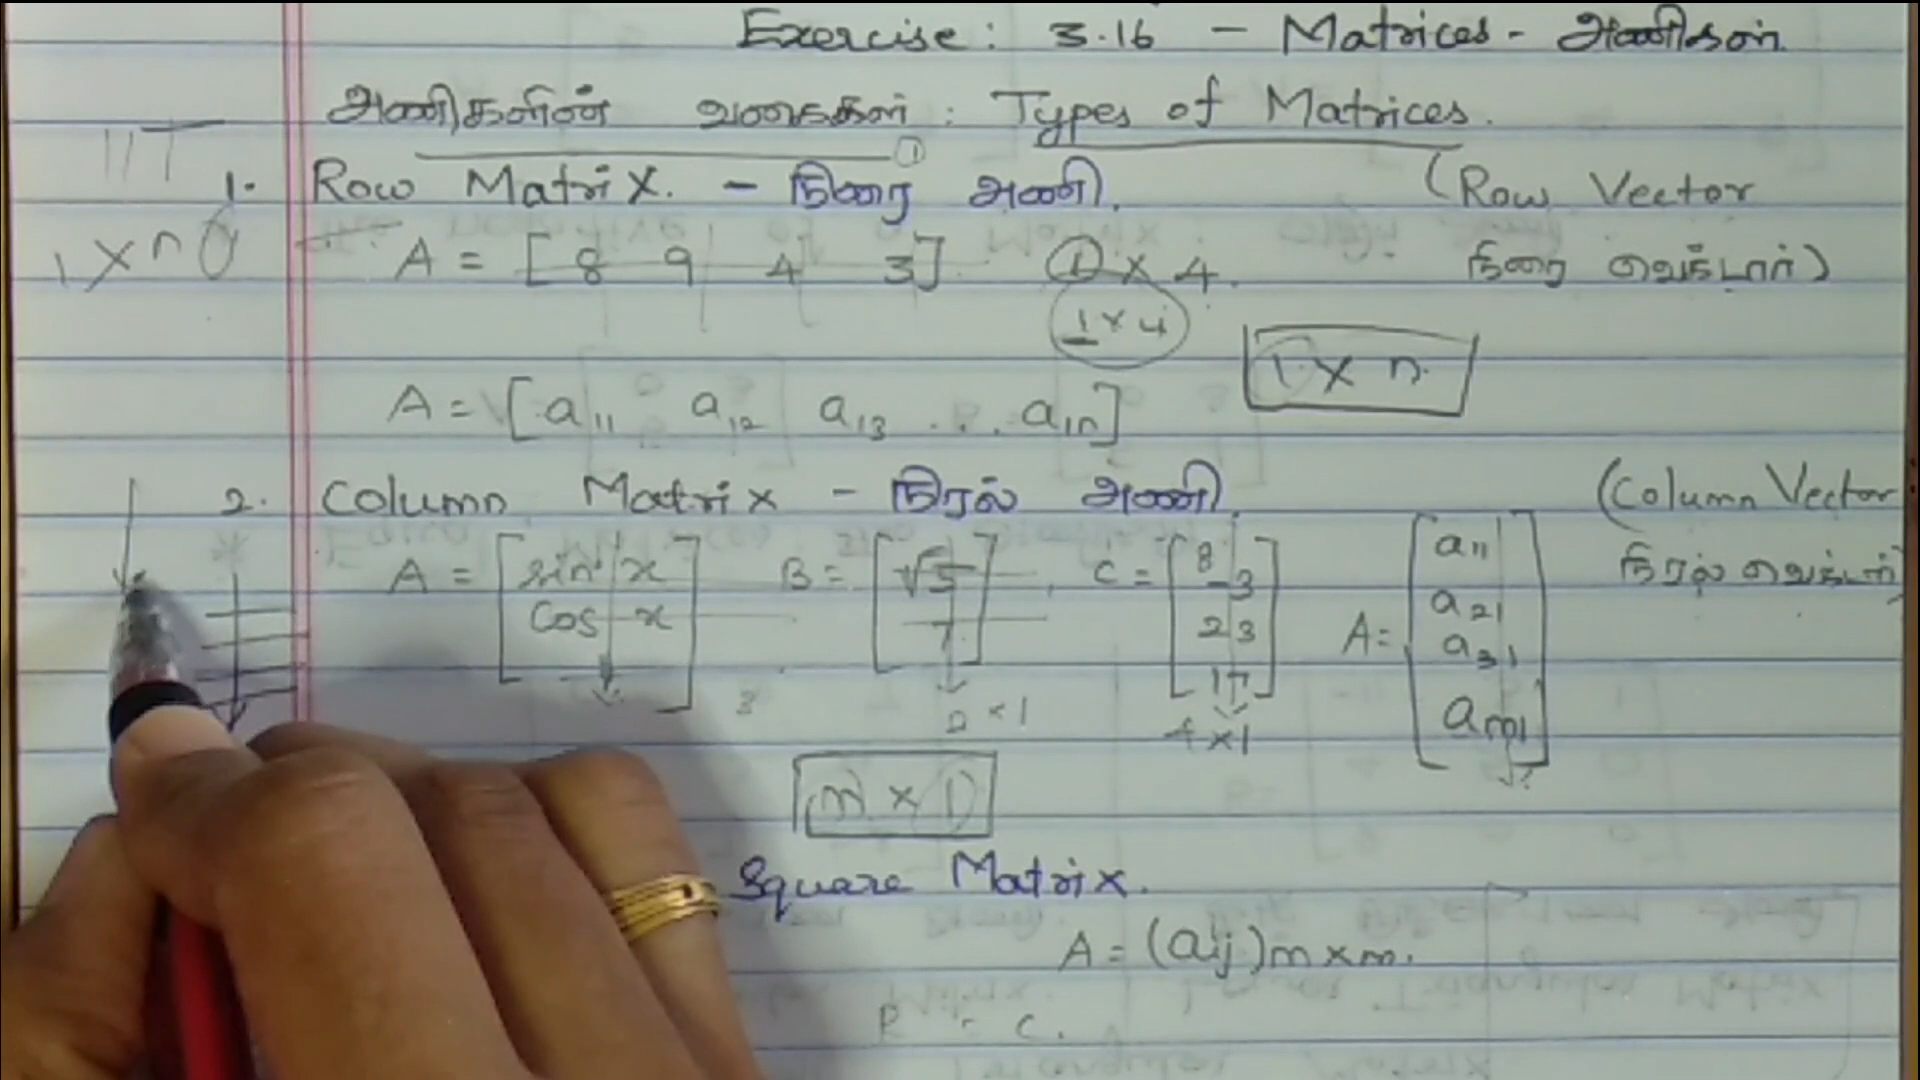 Exercise: 3.16 - Matrices - அணிகள்.
அணிகளின் வகைகள் : Types of Matrices.
1. Row Matrix. - நிரை அணி. (Row Vector
1 x n
A = [ 8 9 4 3 ] 1 x 4. நிரை வெக்டார்)
1 x 4
1 x n
A = [ a11 a12 a13 ... a1n ]
2. Column Matrix - நிரல் அணி. (Column Vector
நிரல் வெக்டார்)
A = [ sin x
cos x ]
B = [ √5
7 ]
2 x 1
C = [ 8
-3
23
17 ]
4 x 1
A = [ a11
a21
a31
am1 ]
m x 1
Square Matrix.
A = (aij) m x m.
R = C.